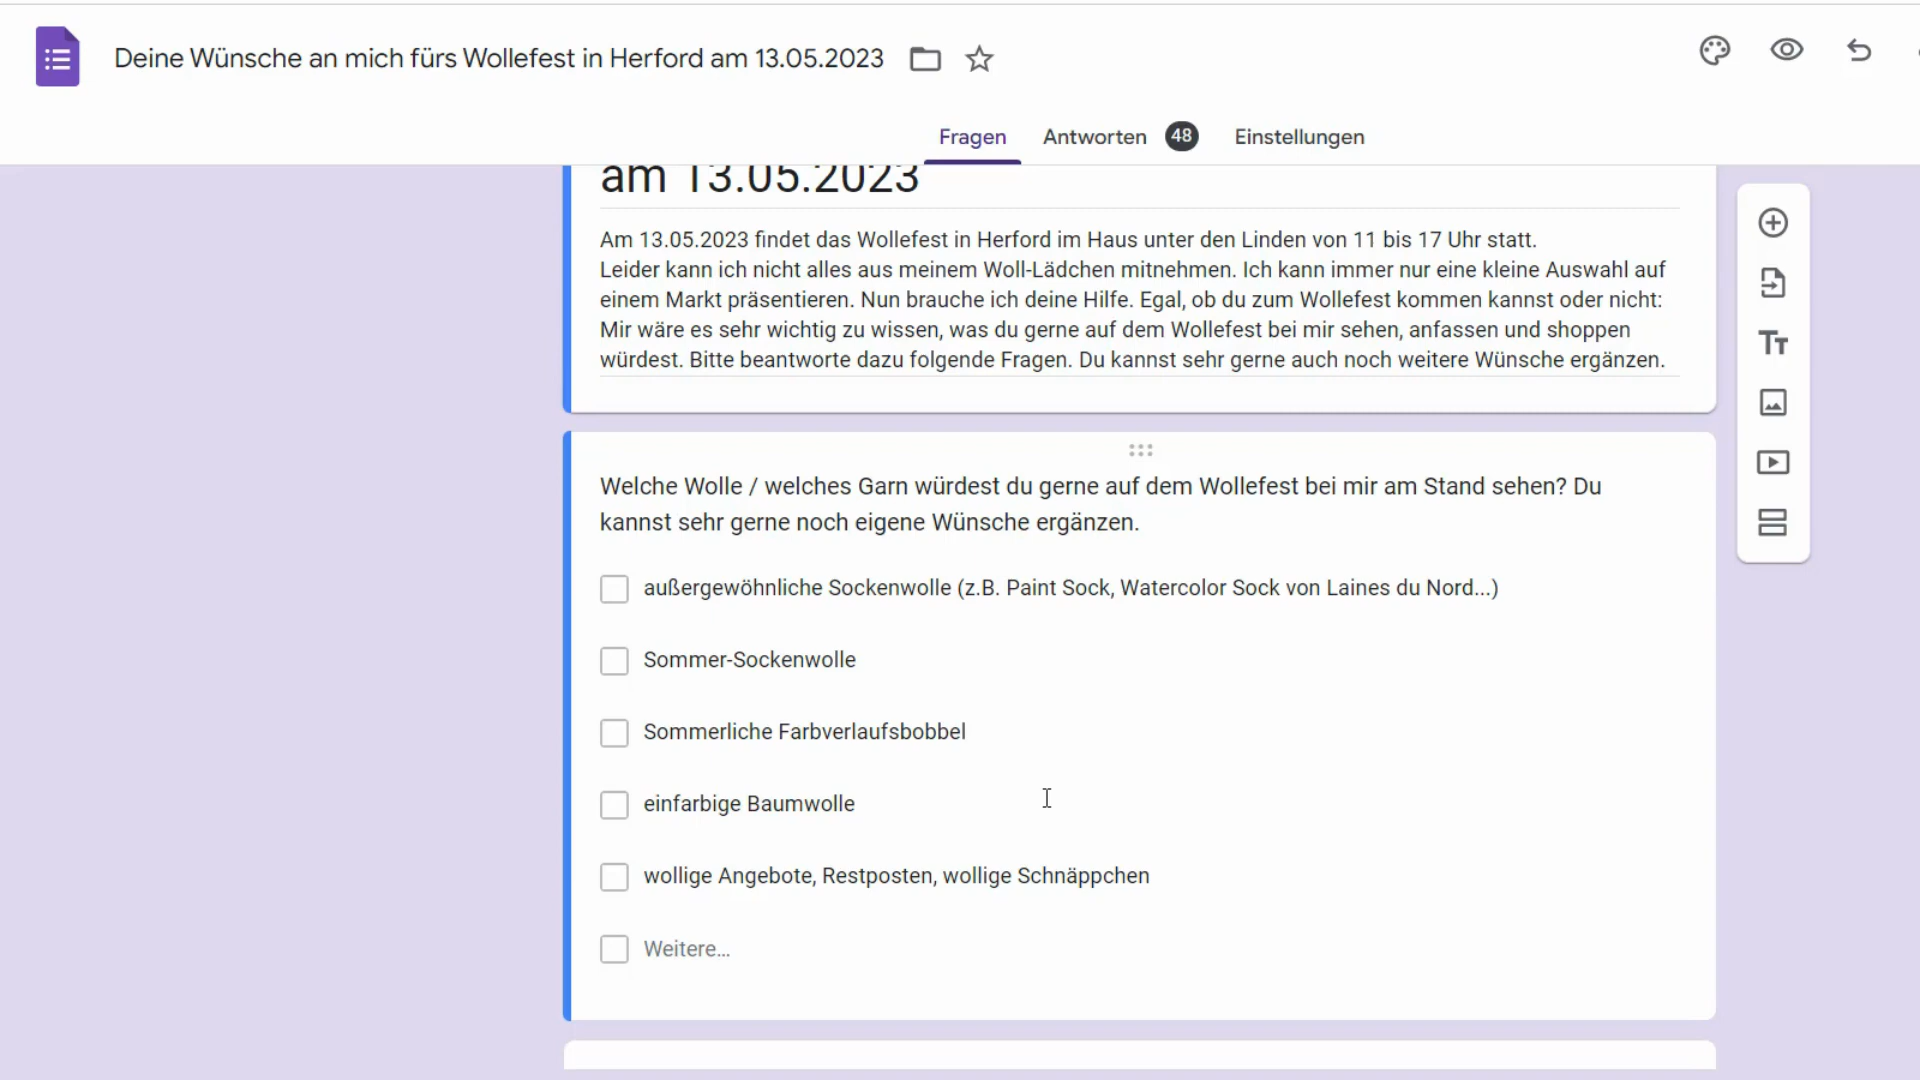 Deine Wünsche an mich fürs Wollefest in Herford am 13.05.2023
Fragen
Antworten
48
Einstellungen
am 13.05.2023
Am 13.05.2023 findet das Wollefest in Herford im Haus unter den Linden von 11 bis 17 Uhr statt.
Leider kann ich nicht alles aus meinem Woll-Lädchen mitnehmen. Ich kann immer nur eine kleine Auswahl auf
einem Markt präsentieren. Nun brauche ich deine Hilfe. Egal, ob du zum Wollefest kommen kannst oder nicht:
Mir wäre es sehr wichtig zu wissen, was du gerne auf dem Wollefest bei mir sehen, anfassen und shoppen
würdest. Bitte beantworte dazu folgende Fragen. Du kannst sehr gerne auch noch weitere Wünsche ergänzen.
Welche Wolle / welches Garn würdest du gerne auf dem Wollefest bei mir am Stand sehen? Du
kannst sehr gerne noch eigene Wünsche ergänzen.
außergewöhnliche Sockenwolle (z.B. Paint Sock, Watercolor Sock von Laines du Nord...)
Sommer-Sockenwolle
Sommerliche Farbverlaufsbobbel
einfarbige Baumwolle
wollige Angebote, Restposten, wollige Schnäppchen
Weitere...
Tт